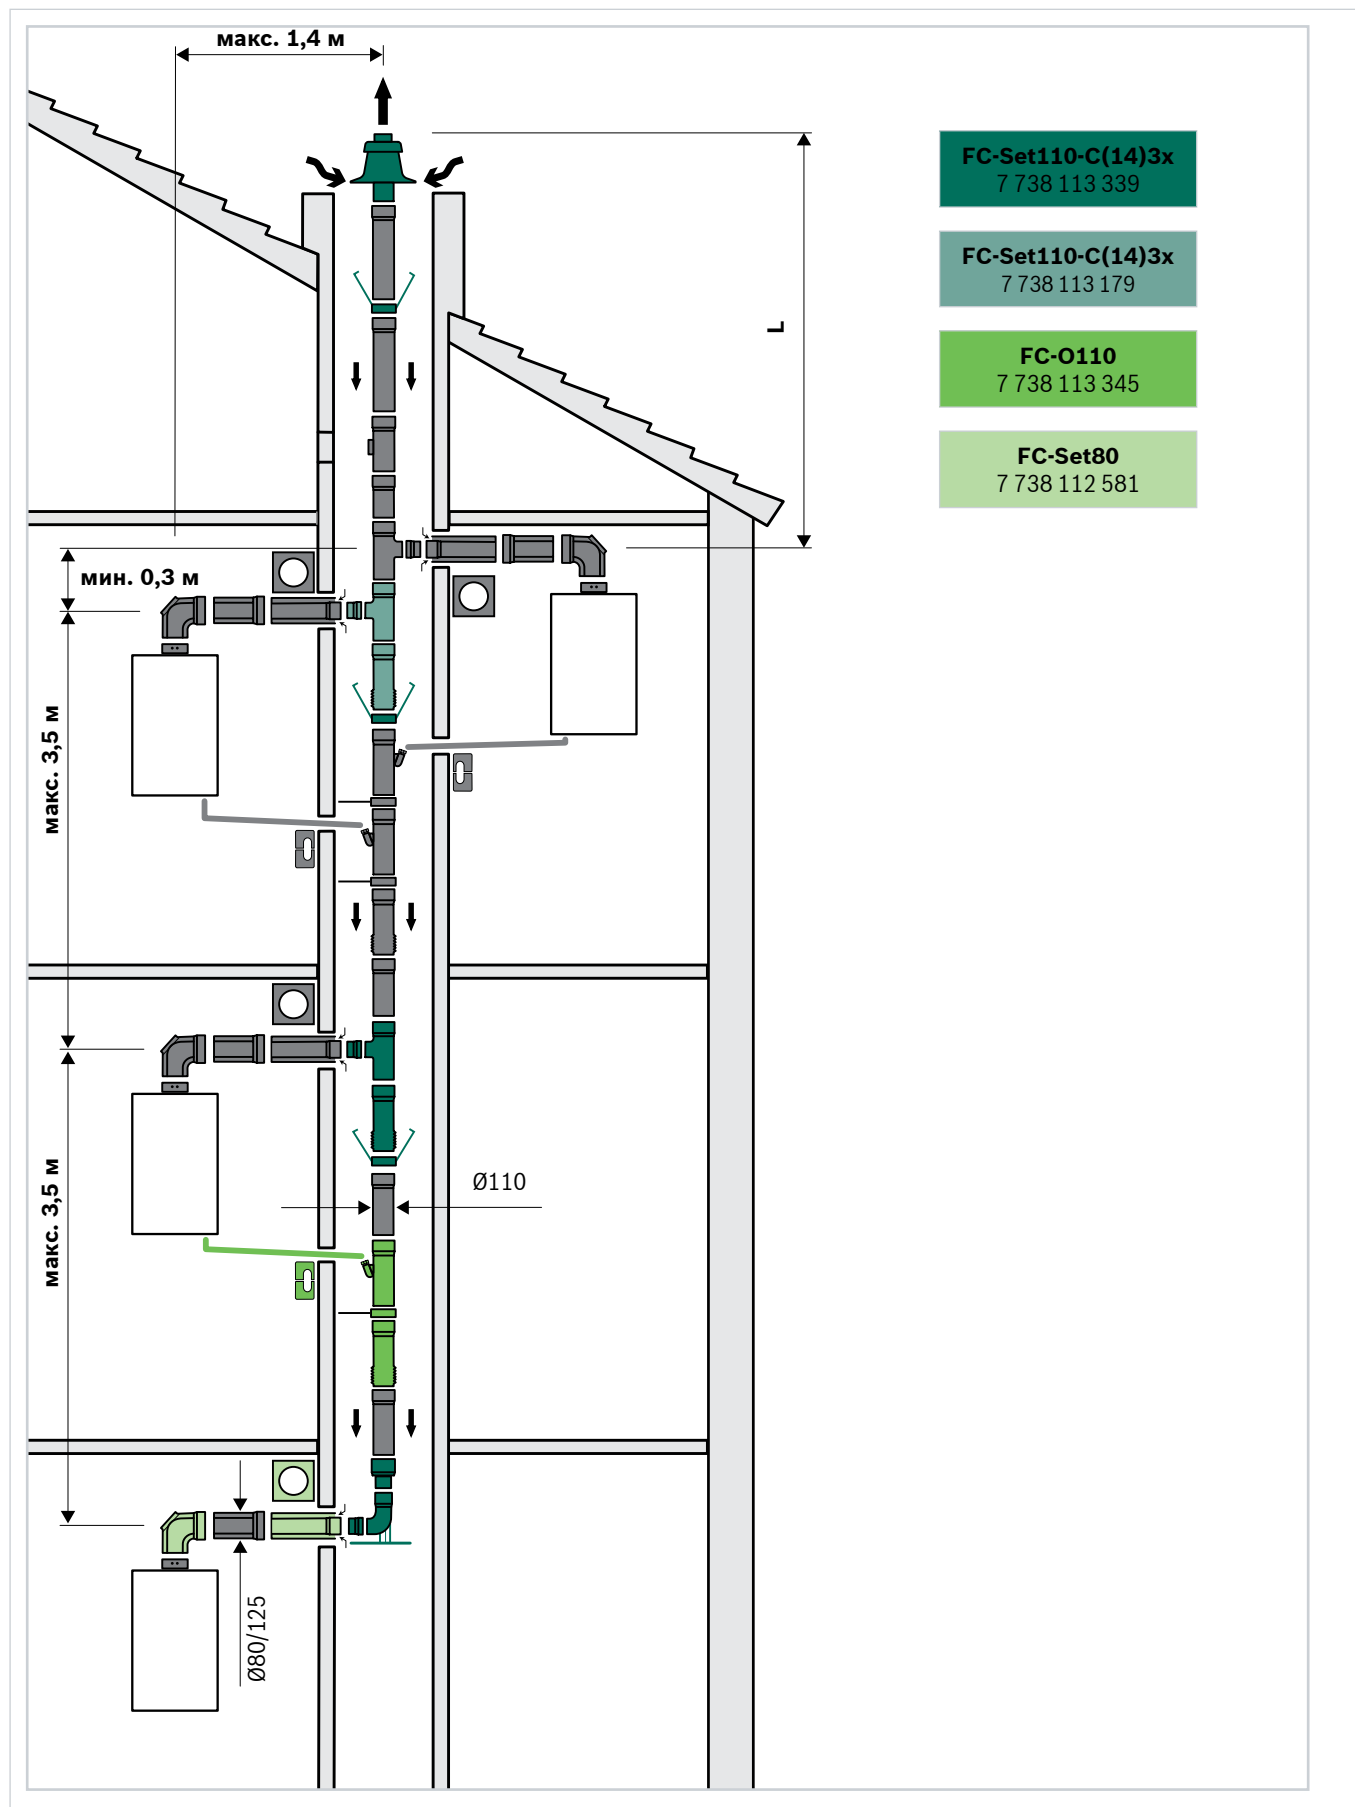 макс. 1,4 м
FC-Set110-C(14)3x
7 738 113 339
FC-Set110-C(14)3x
7 738 113 179
L
FC-O110
7 738 113 345
FC-Set80
7 738 112 581
мин. 0,3 м
макс. 3,5 м
Ø110
макс. 3,5 м
Ø80/125